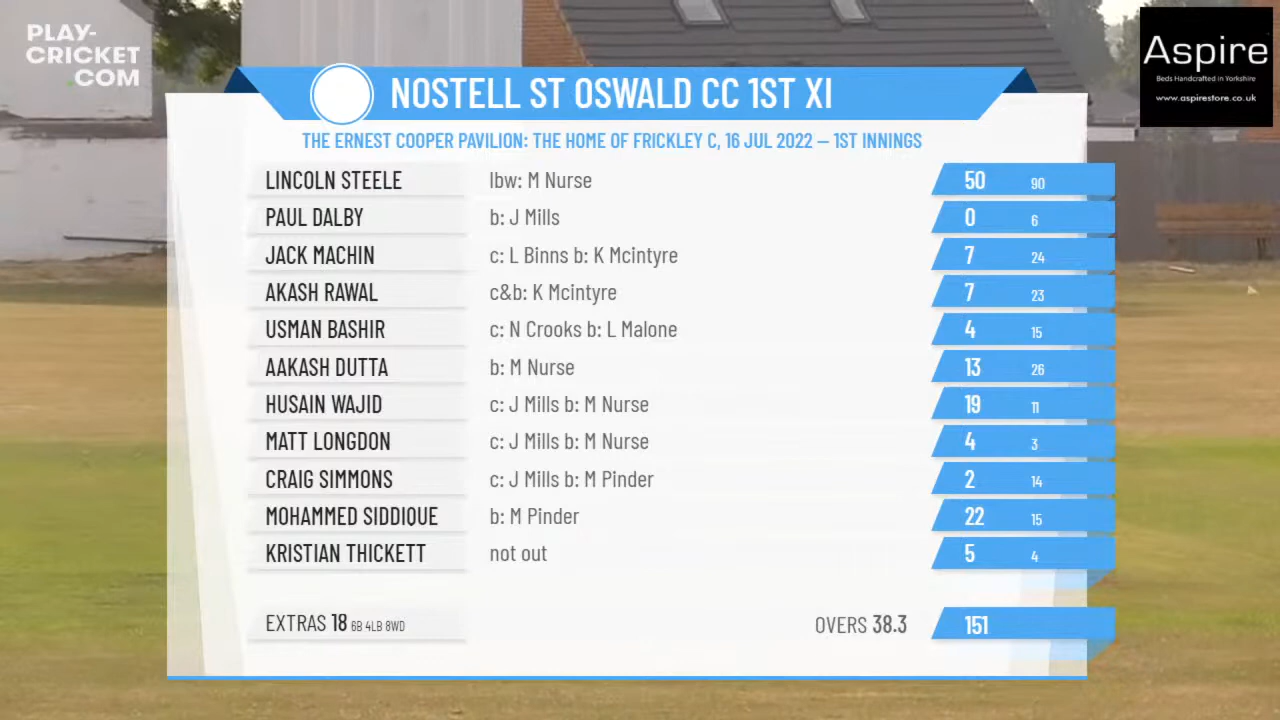 PLAY-
CRICKET
.COM
Aspire
Beds Handcrafted in Yorkshire
www.aspirestore.co.uk
NOSTELL ST OSWALD CC 1ST XI
THE ERNEST COOPER PAVILION: THE HOME OF FRICKLEY C, 16 JUL 2022 – 1ST INNINGS
LINCOLN STEELE lbw: M Nurse 50 90
PAUL DALBY b: J Mills 0 6
JACK MACHIN c: L Binns b: K Mcintyre 7 24
AKASH RAWAL c&b: K Mcintyre 7 23
USMAN BASHIR c: N Crooks b: L Malone 4 15
AAKASH DUTTA b: M Nurse 13 26
HUSAIN WAJID c: J Mills b: M Nurse 19 11
MATT LONGDON c: J Mills b: M Nurse 4 3
CRAIG SIMMONS c: J Mills b: M Pinder 2 14
MOHAMMED SIDDIQUE b: M Pinder 22 15
KRISTIAN THICKETT not out 5 4
EXTRAS 18 6B 4LB 8WD OVERS 38.3 151